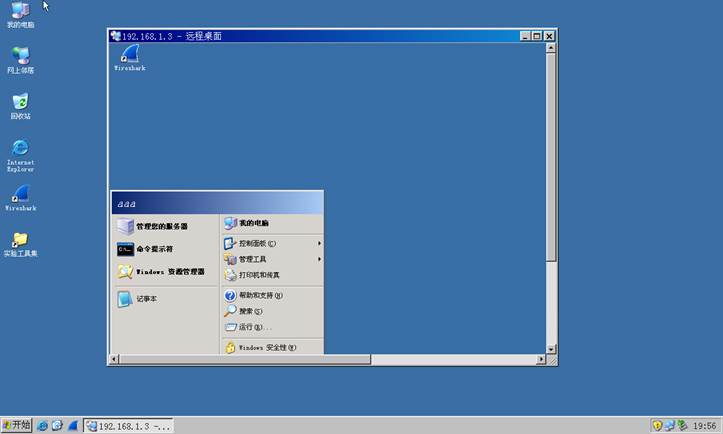 我的电脑
网上邻居
回收站
Internet
Explorer
Wireshark
实验工具集
192.168.1.3 - 远程桌面
Wireshark
aaa
管理您的服务器
命令提示符
Windows 资源管理器
记事本
我的电脑
控制面板(C)
管理工具
打印机和传真
帮助和支持(H)
搜索(S)
运行(R)...
Windows 安全性(W)
开始
192.168.1.3 -...
19:56